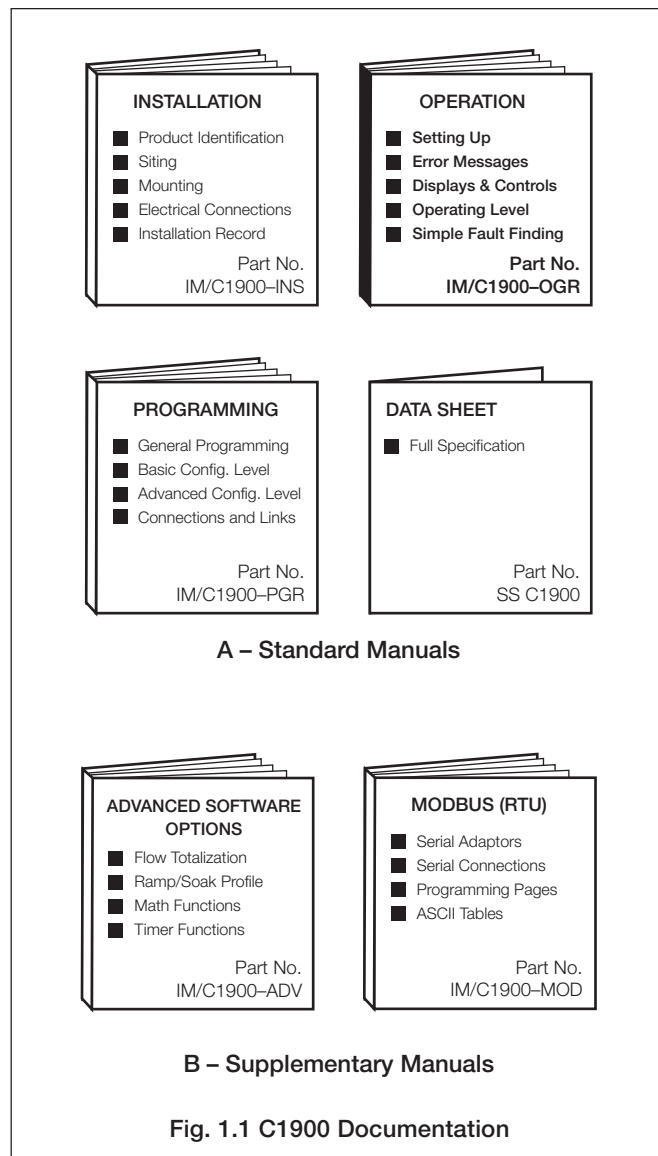 INSTALLATION
Product Identification
Siting
Mounting
Electrical Connections
Installation Record
Part No.
IM/C1900–INS
OPERATION
Setting Up
Error Messages
Displays & Controls
Operating Level
Simple Fault Finding
Part No.
IM/C1900–OGR
PROGRAMMING
General Programming
Basic Config. Level
Advanced Config. Level
Connections and Links
Part No.
IM/C1900–PGR
DATA SHEET
Full Specification
Part No.
SS C1900
A – Standard Manuals
ADVANCED SOFTWARE
OPTIONS
Flow Totalization
Ramp/Soak Profile
Math Functions
Timer Functions
Part No.
IM/C1900–ADV
MODBUS (RTU)
Serial Adaptors
Serial Connections
Programming Pages
ASCII Tables
Part No.
IM/C1900–MOD
B – Supplementary Manuals
Fig. 1.1 C1900 Documentation